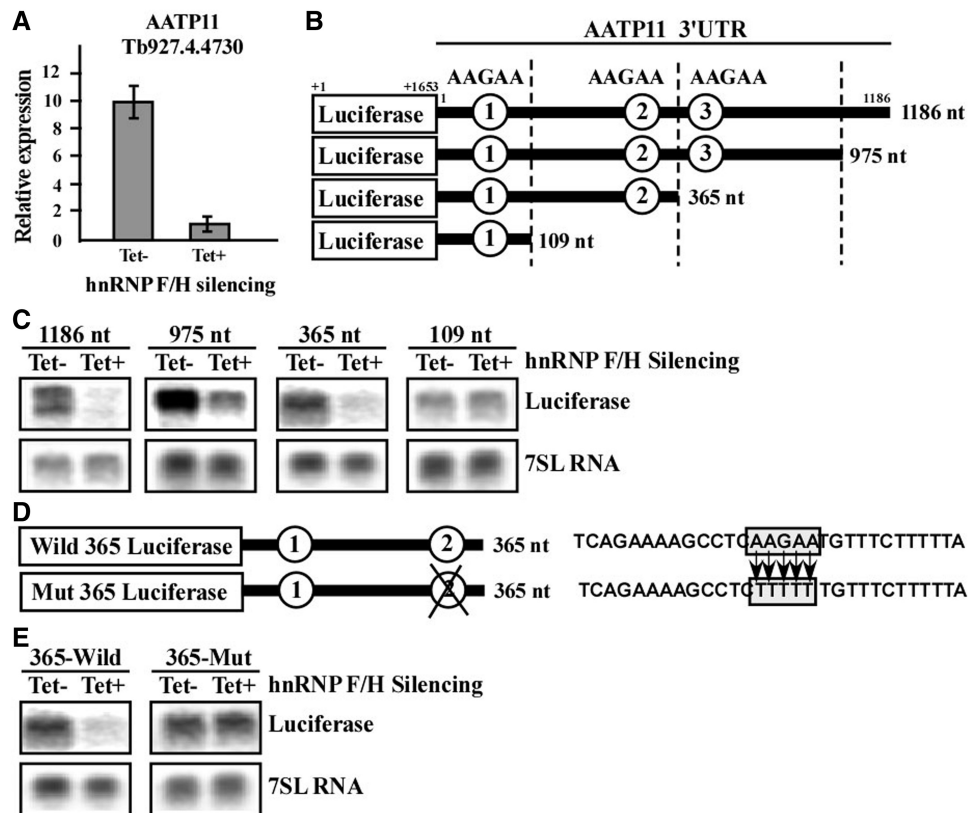 A
AATP11
Tb927.4.4730
Relative expression
12
10
8
6
4
2
0
Tet- Tet+
hnRNP F/H silencing
B
AATP11 3'UTR
AAGAA AAGAA AAGAA
+1 +1653 1 1186
Luciferase 1 2 3 1186 nt
Luciferase 1 2 3 975 nt
Luciferase 1 2 365 nt
Luciferase 1 109 nt
C
1186 nt 975 nt 365 nt 109 nt
Tet- Tet+ Tet- Tet+ Tet- Tet+ Tet- Tet+ hnRNP F/H Silencing
Luciferase
7SL RNA
D
Wild 365 Luciferase 1 2 365 nt TCAGAAAAGCCTCAAGAATGTTTCTTTTTA
Mut 365 Luciferase 1 2 365 nt TCAGAAAAGCCTCTTTTTTGTTTCTTTTTA
E
365-Wild 365-Mut
Tet- Tet+ Tet- Tet+ hnRNP F/H Silencing
Luciferase
7SL RNA